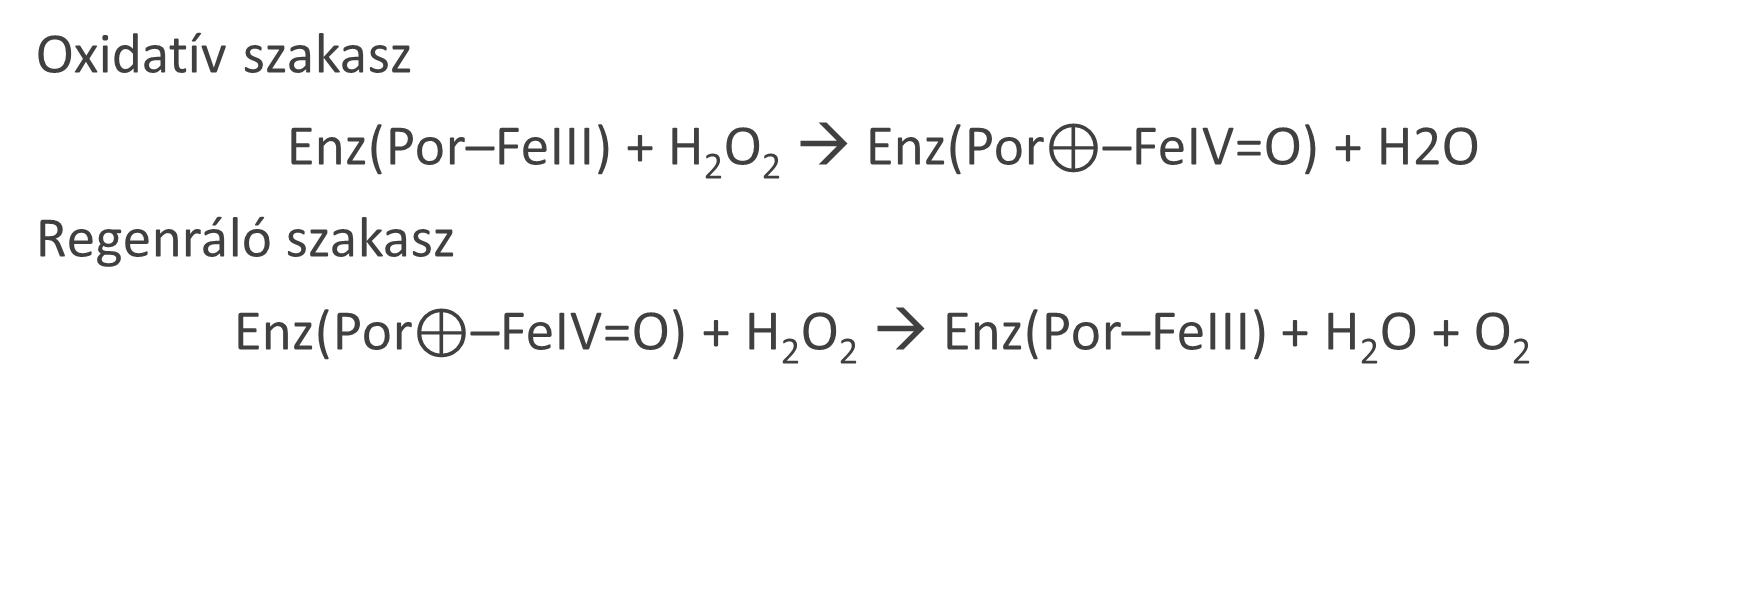 Oxidatív szakasz
Enz(Por–FeIII) + H₂O₂ → Enz(Por⊕–FeIV=O) + H2O
Regenráló szakasz
Enz(Por⊕–FeIV=O) + H₂O₂ → Enz(Por–FeIII) + H₂O + O₂